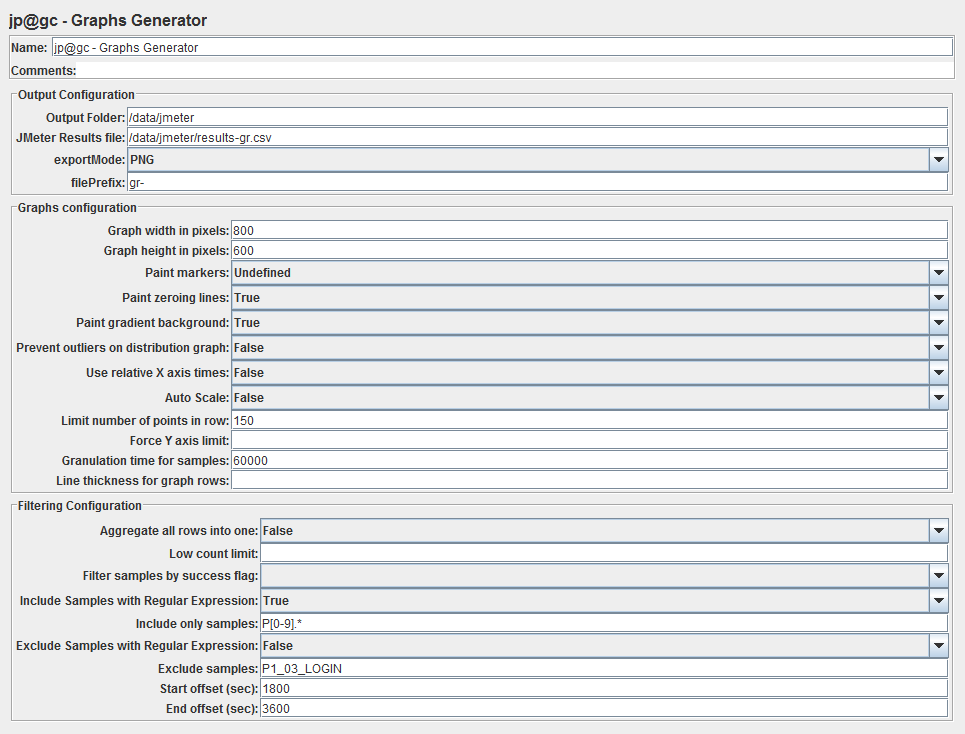 jp@gc - Graphs Generator
Name: jp@gc - Graphs Generator
Comments:
Output Configuration
Output Folder: /data/jmeter
JMeter Results file: /data/jmeter/results-gr.csv
exportMode: PNG
filePrefix: gr-
Graphs configuration
Graph width in pixels: 800
Graph height in pixels: 600
Paint markers: Undefined
Paint zeroing lines: True
Paint gradient background: True
Prevent outliers on distribution graph: False
Use relative X axis times: False
Auto Scale: False
Limit number of points in row: 150
Force Y axis limit:
Granulation time for samples: 60000
Line thickness for graph rows:
Filtering Configuration
Aggregate all rows into one: False
Low count limit:
Filter samples by success flag:
Include Samples with Regular Expression: True
Include only samples: P[0-9].*
Exclude Samples with Regular Expression: False
Exclude samples: P1_03_LOGIN
Start offset (sec): 1800
End offset (sec): 3600